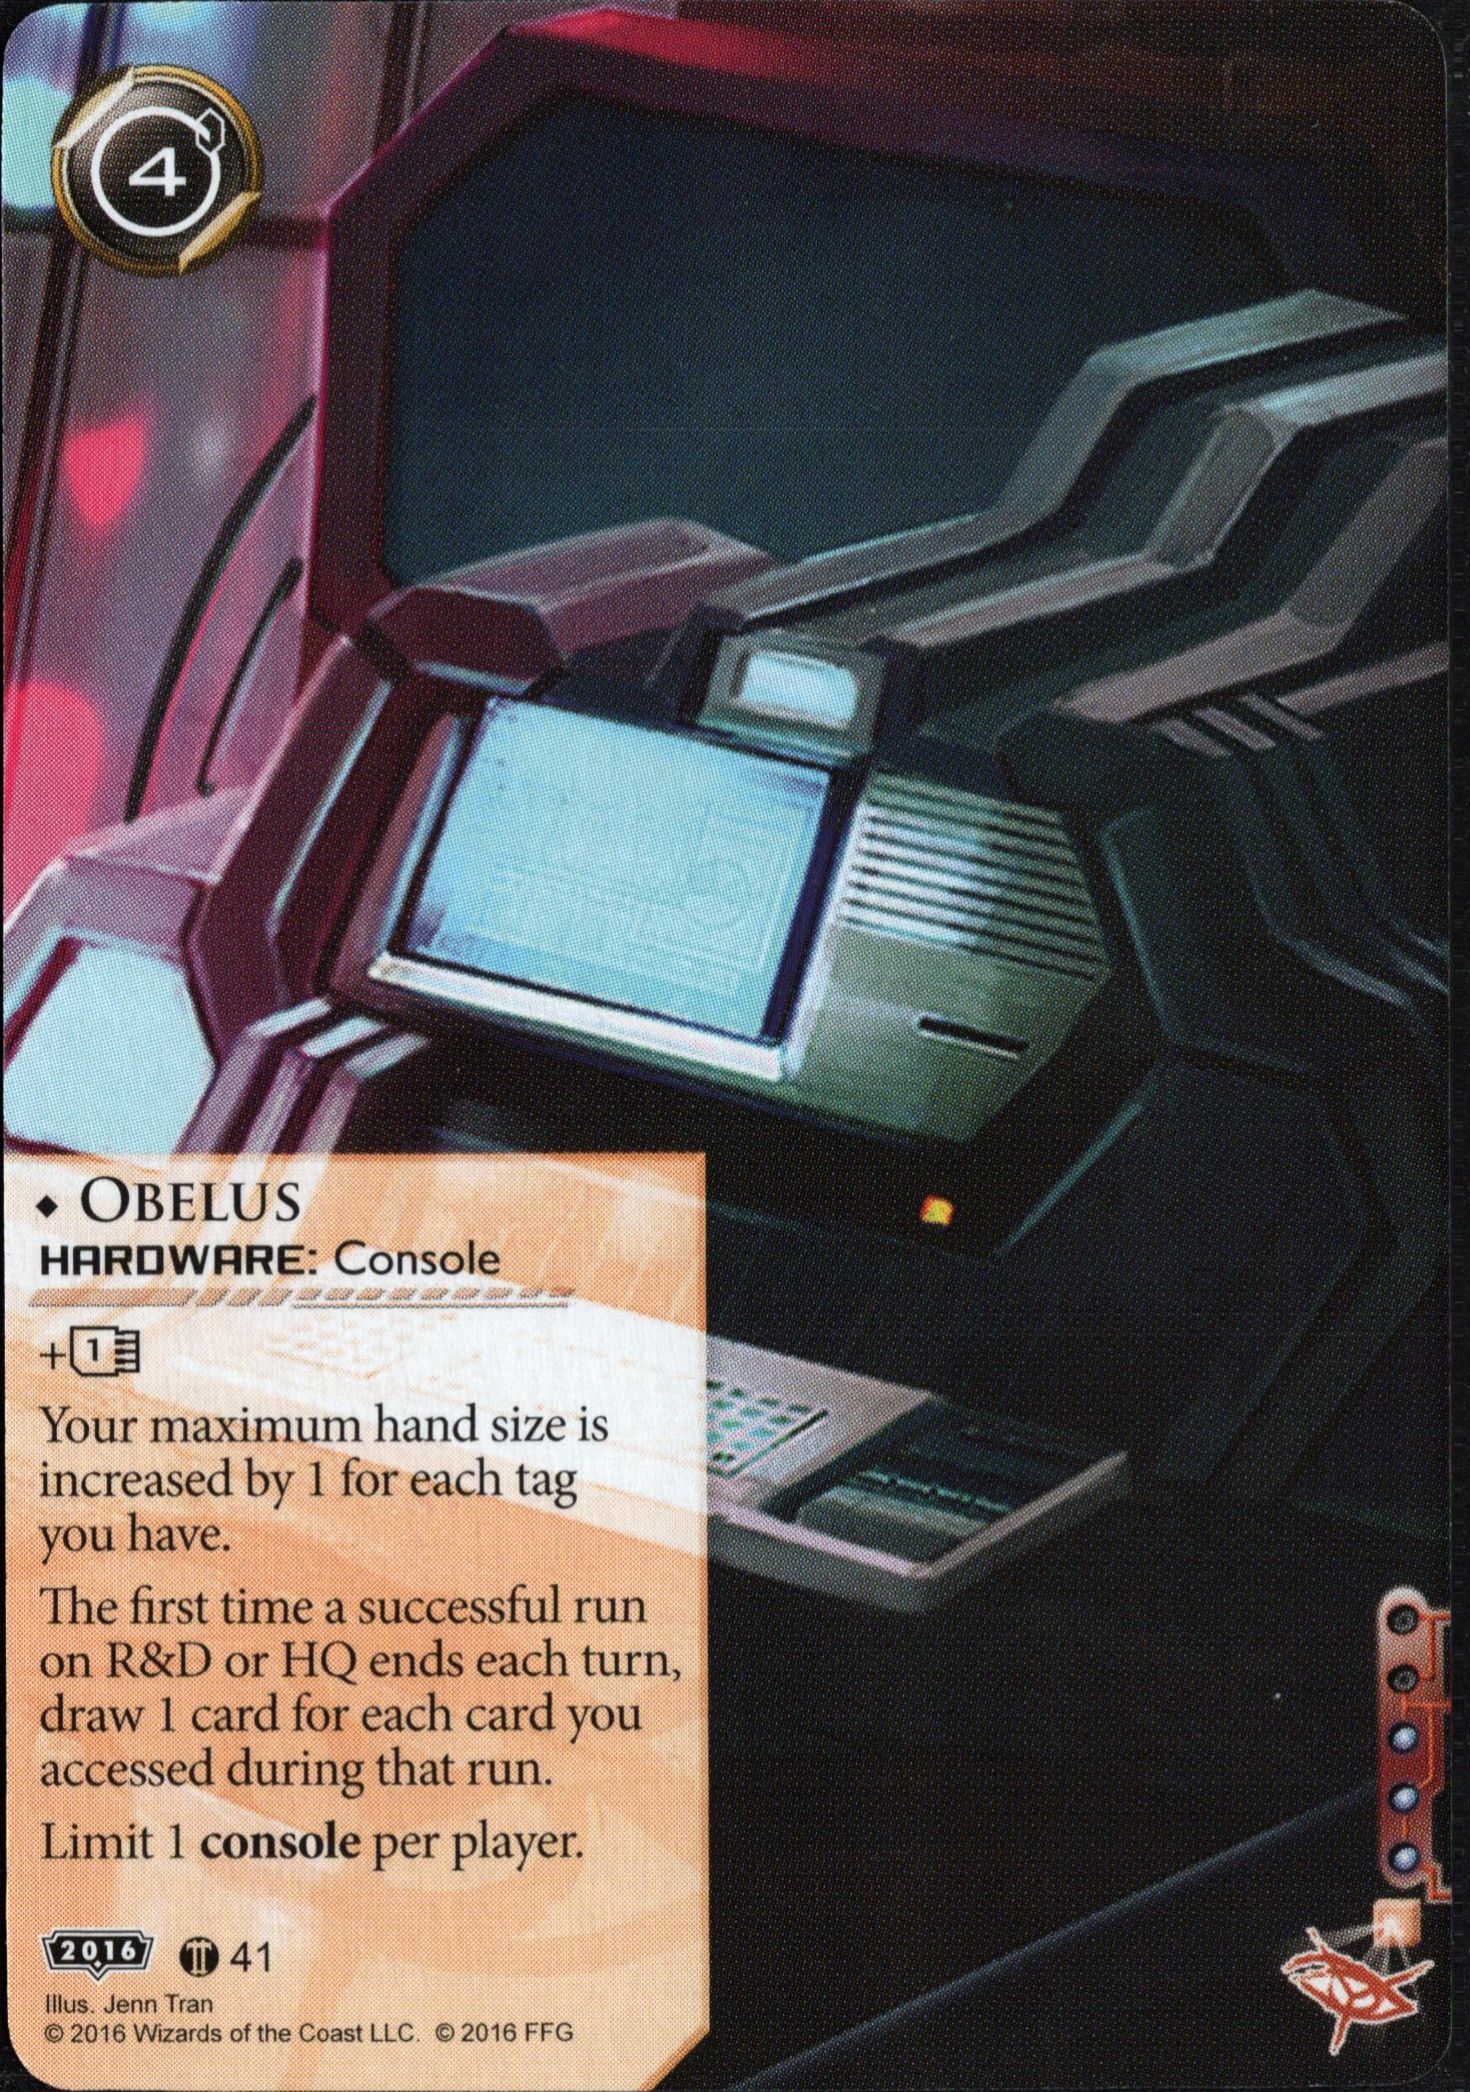 4
◆ OBELUS
HARDWARE: Console
+1
Your maximum hand size is
increased by 1 for each tag
you have.
The first time a successful run
on R&D or HQ ends each turn,
draw 1 card for each card you
accessed during that run.
Limit 1 console per player.
2016 41
Illus. Jenn Tran
© 2016 Wizards of the Coast LLC. © 2016 FFG